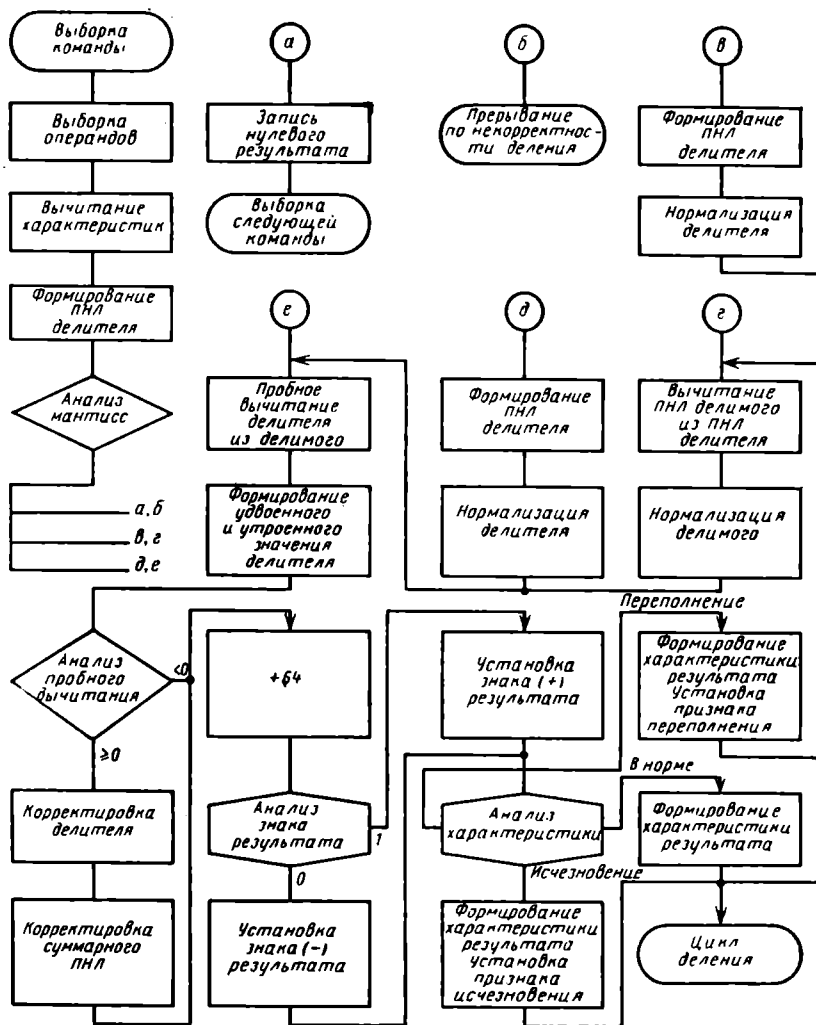 Выборка
команды
а
б
в
Выборка
операндов
Запись
нулевого
результата
Прерывание
по некорректнос-
ти деления
Формирование
ПНЛ
делителя
Вычитание
характеристик
Выборка
следующей
команды
Нормализация
делителя
Формирование
ПНЛ
делителя
е
д
г
Анализ
мантисс
Пробное
вычитание
делителя
из делимого
Формирование
ПНЛ
делителя
Вычитание
ПНЛ делимого
из ПНЛ
делителя
а,б
в,г
д,е
Формирование
удвоенного
и утроенного
значения
делителя
Нормализация
делителя
Нормализация
делимого
Переполнение
Анализ
пробного
вычитания
<0
≥0
+64
Установка
знака (+)
результата
Формирование
характеристики
результата
Установка
признака
переполнения
В норме
Корректировка
делителя
Анализ
знака
результата
1
0
Анализ
характеристики
Формирование
характеристики
результата
Исчезновение
Корректировка
суммарного
ПНЛ
Установка
знака (-)
результата
Формирование
характеристики
результата
Установка
признака
исчезновения
Цикл
деления